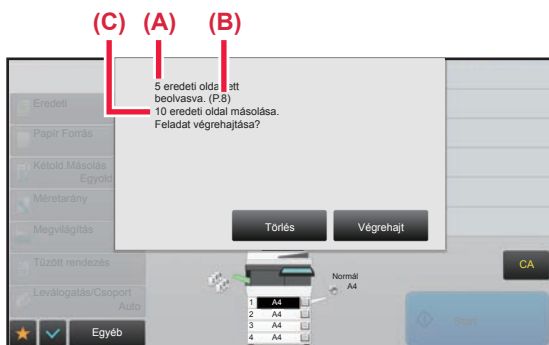 (C) (A) (B)
5 eredeti olda ett
beolvasva. (P.8)
10 eredeti oldal másolása.
Feladat végrehajtása?
Törlés Végrehajt
Eredeti
Papír Forrás
Kétold.Másolás
Egyold
Méretarány
Megvilágítás
Tűzött rendezés
Leválogatás/Csoport
Auto
Egyéb
Normál
A4
1 A4
2 A4
3 A4
4 A4
CA
Start